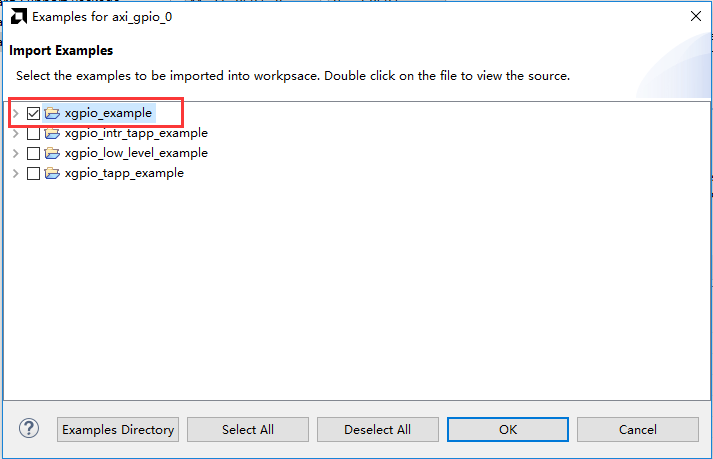 Examples for axi_gpio_0
Import Examples
Select the examples to be imported into workpsace. Double click on the file to view the source.
xgpio_example
xgpio_intr_tapp_example
xgpio_low_level_example
xgpio_tapp_example
Examples Directory
Select All
Deselect All
OK
Cancel